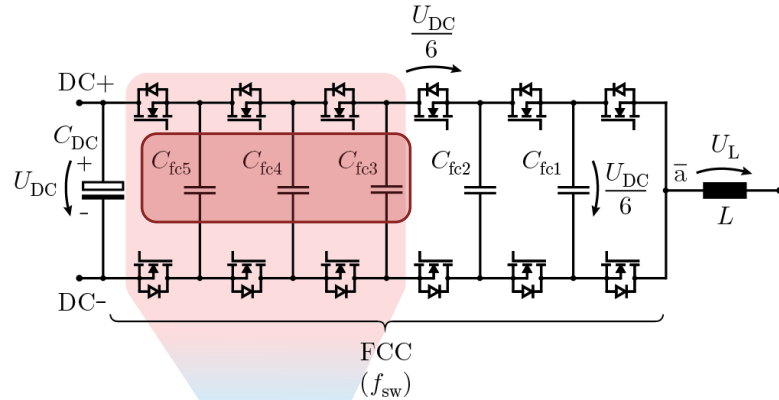 U_DC/6
DC+
C_DC
+
U_DC
-
C_fc5
C_fc4
C_fc3
C_fc2
C_fc1
U_DC/6
a̅
U_L
L
DC-
FCC
(f_sw)